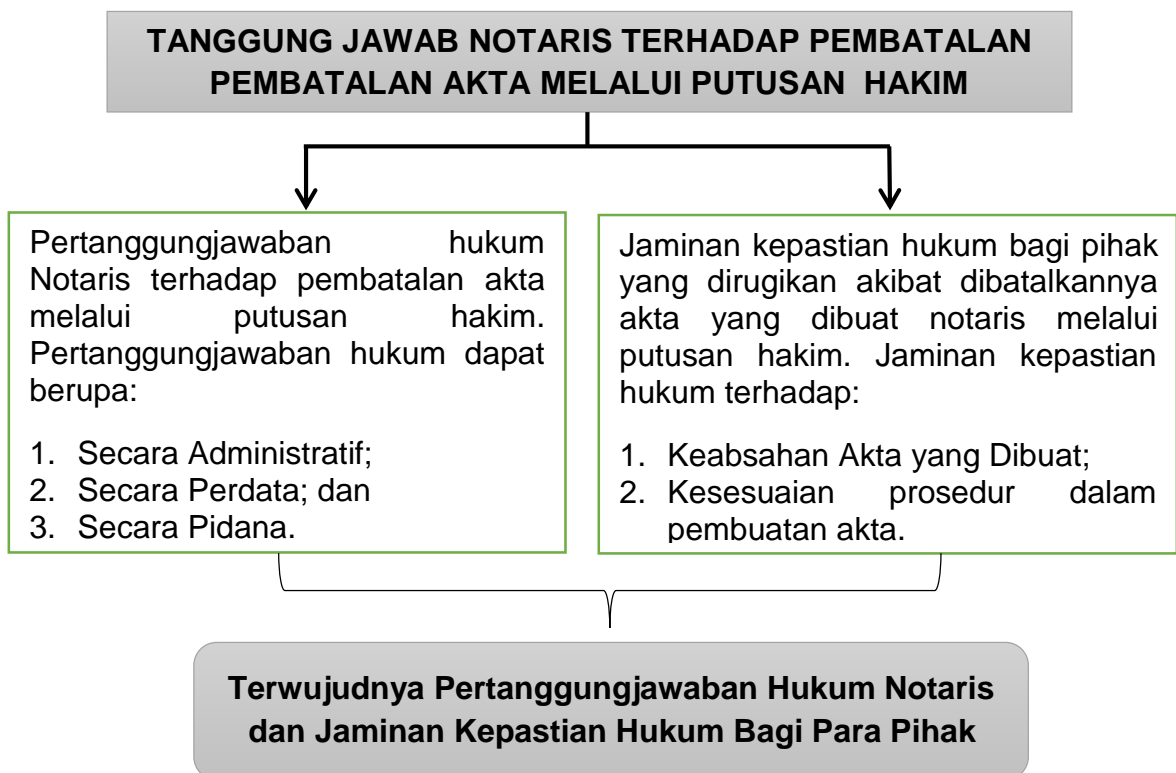 TANGGUNG JAWAB NOTARIS TERHADAP PEMBATALAN
PEMBATALAN AKTA MELALUI PUTUSAN HAKIM
Pertanggungjawaban hukum
Notaris terhadap pembatalan akta
melalui putusan hakim.
Pertanggungjawaban hukum dapat
berupa:
1. Secara Administratif;
2. Secara Perdata; dan
3. Secara Pidana.
Jaminan kepastian hukum bagi pihak
yang dirugikan akibat dibatalkannya
akta yang dibuat notaris melalui
putusan hakim. Jaminan kepastian
hukum terhadap:
1. Keabsahan Akta yang Dibuat;
2. Kesesuaian prosedur dalam
pembuatan akta.
Terwujudnya Pertanggungjawaban Hukum Notaris
dan Jaminan Kepastian Hukum Bagi Para Pihak